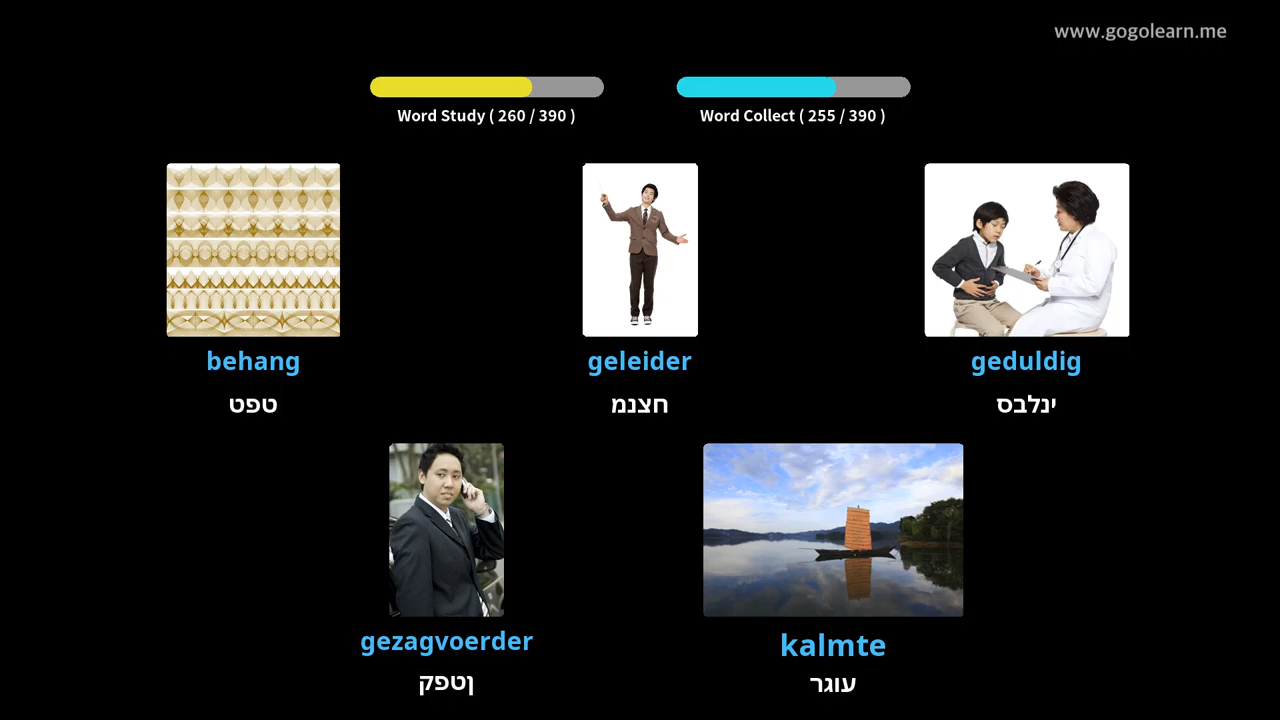 www.gogolearn.me
Word Study ( 260 / 390 )
Word Collect ( 255 / 390 )
behang
geleider
geduldig
טפט
חצנמ
ינלבס
gezagvoerder
kalmte
ןטפק
עוגר